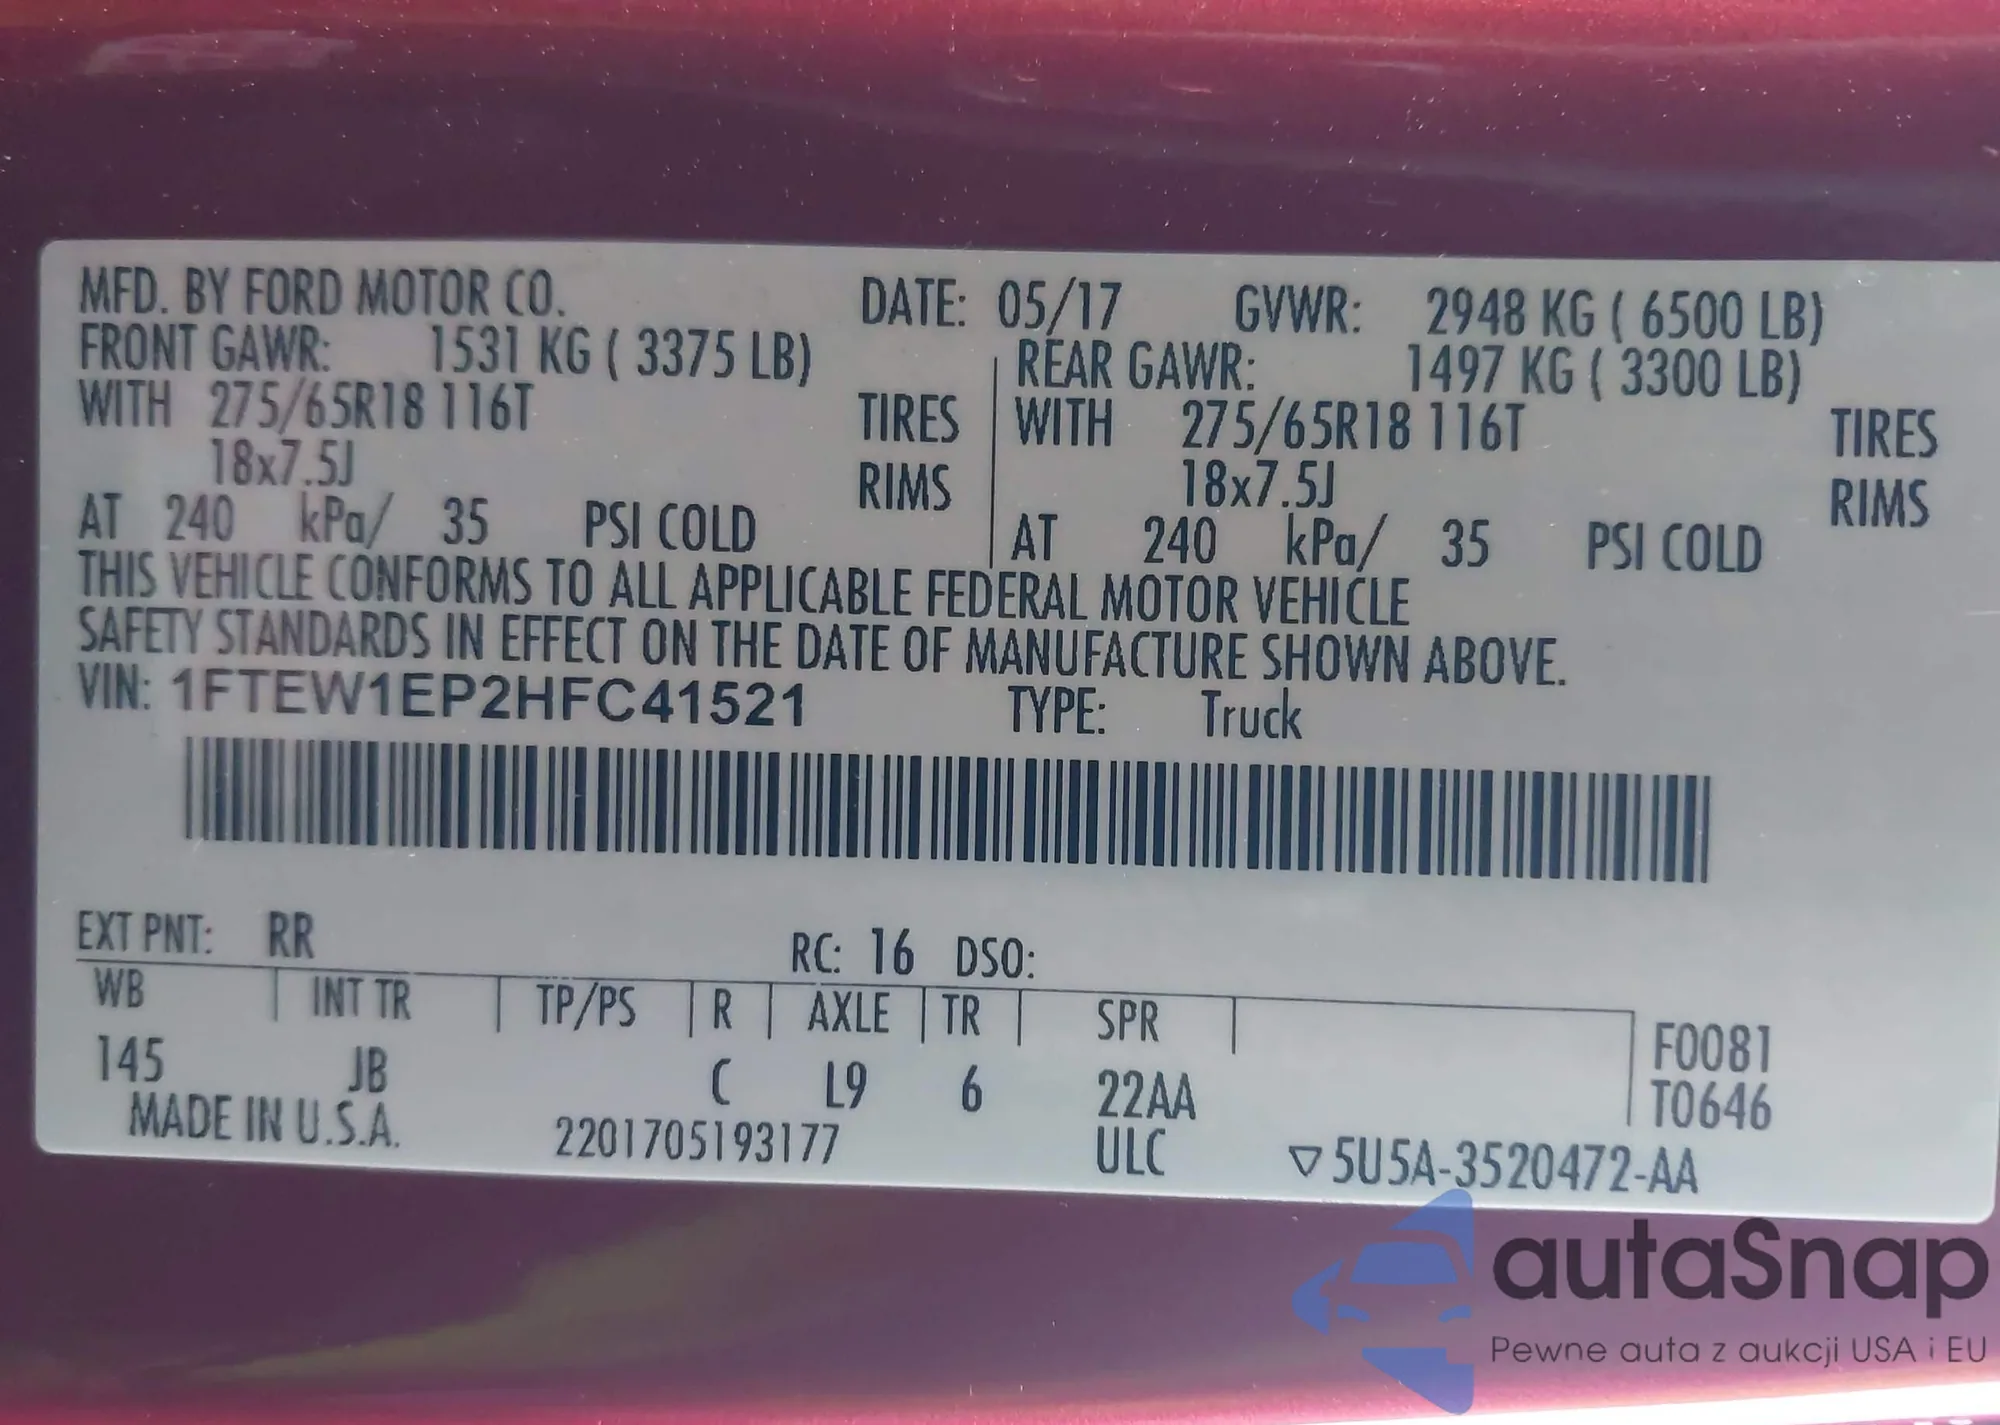 MFD. BY FORD MOTOR CO. DATE: 05/17 GVWR: 2948 KG ( 6500 LB)
FRONT GAWR: 1531 KG ( 3375 LB) REAR GAWR: 1497 KG ( 3300 LB)
WITH 275/65R18 116T TIRES WITH 275/65R18 116T TIRES
18x7.5J RIMS 18x7.5J RIMS
AT 240 kPa/ 35 PSI COLD AT 240 kPa/ 35 PSI COLD
THIS VEHICLE CONFORMS TO ALL APPLICABLE FEDERAL MOTOR VEHICLE
SAFETY STANDARDS IN EFFECT ON THE DATE OF MANUFACTURE SHOWN ABOVE.
VIN: 1FTEW1EP2HFC41521 TYPE: Truck
EXT PNT: RR RC: 16 DSO:
WB INT TR TP/PS R AXLE TR SPR F0081
145 JB C L9 6 22AA T0646
MADE IN U.S.A. 2201705193177 ULC ▽5U5A-3520472-AA
autaSnap
Pewne auta z aukcji USA i EU